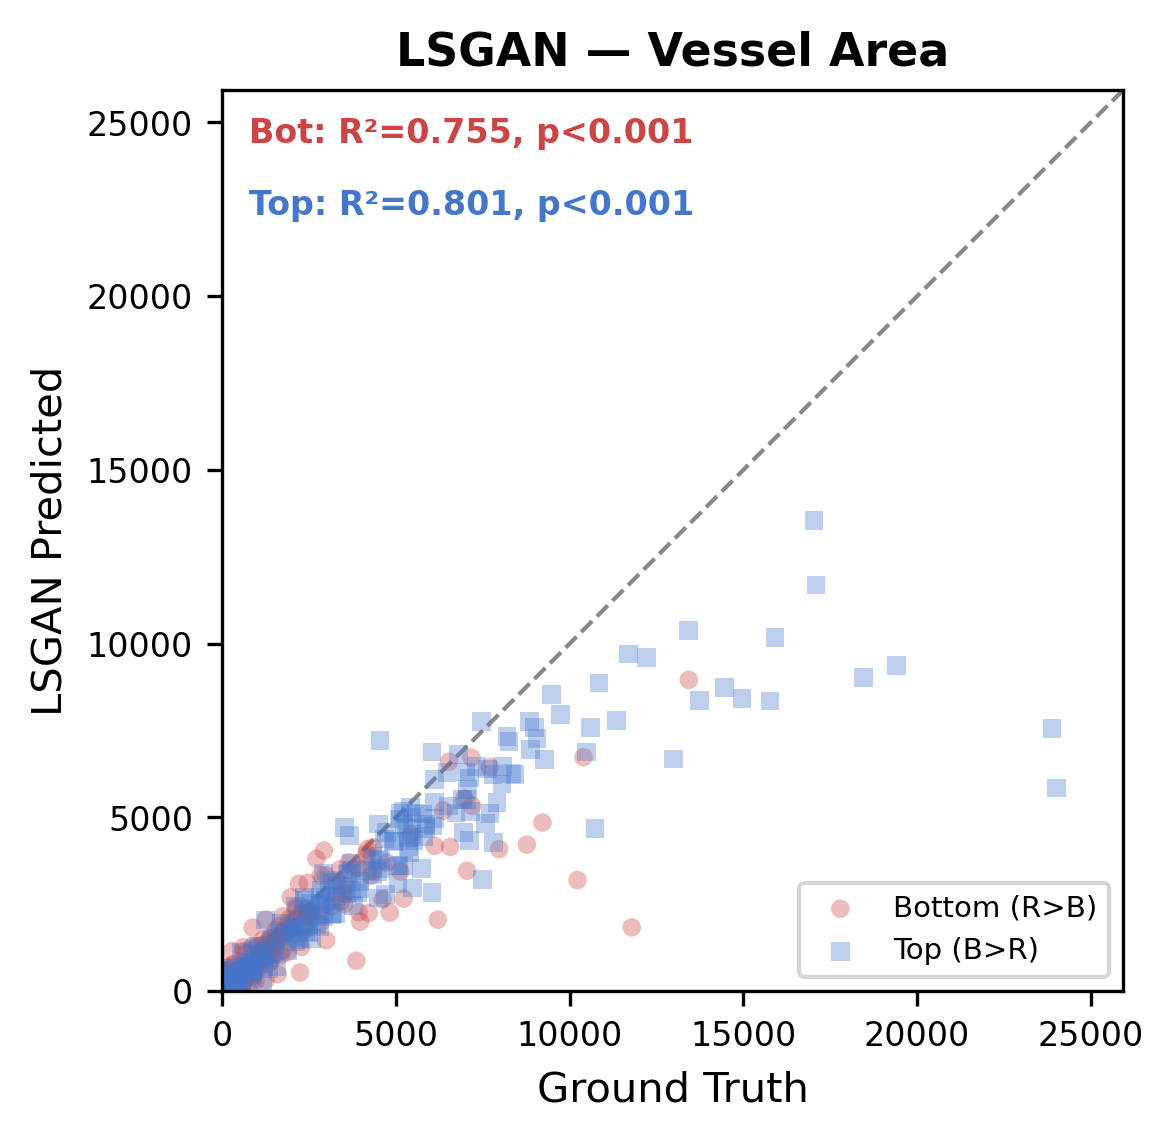 LSGAN — Vessel Area
Bot: R²=0.755, p<0.001
Top: R²=0.801, p<0.001
25000
20000
15000
10000
5000
0
LSGAN Predicted
Bottom (R>B)
Top (B>R)
0 5000 10000 15000 20000 25000
Ground Truth